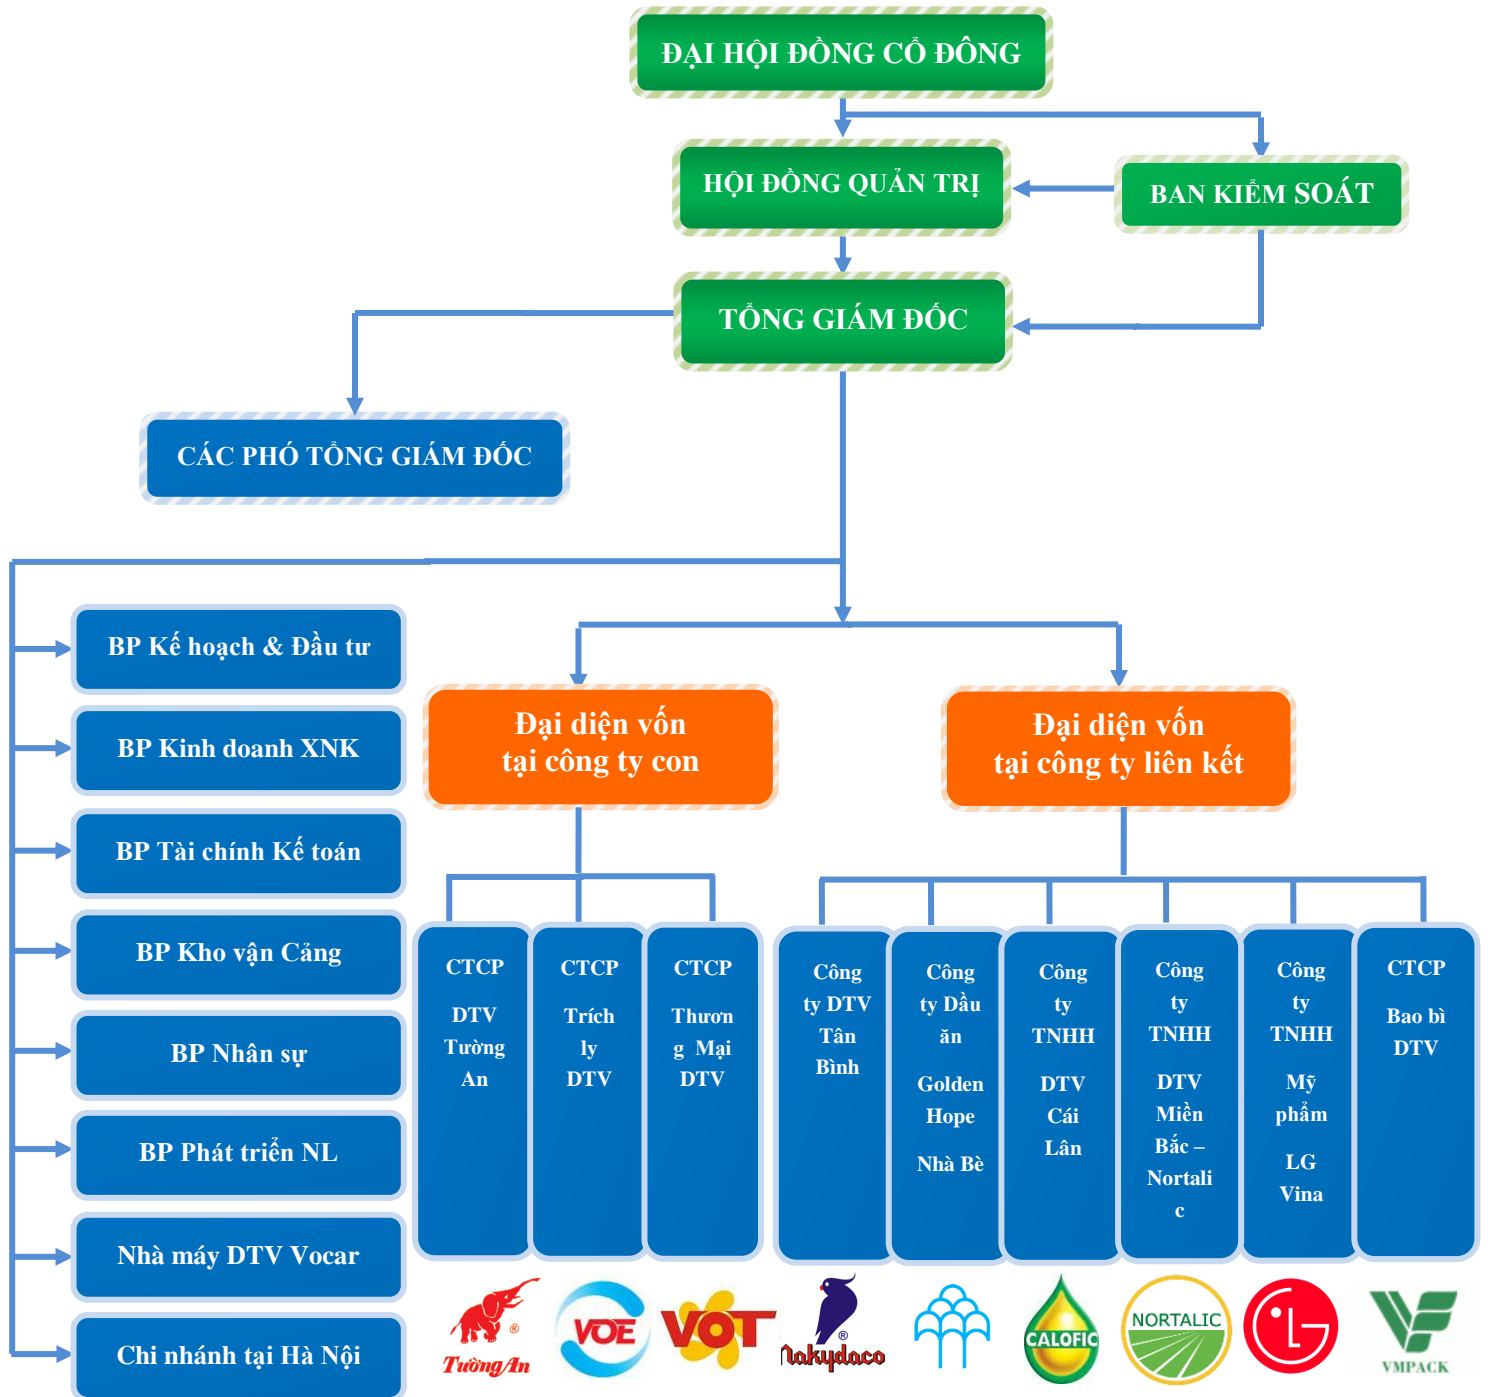 ĐẠI HỘI ĐỒNG CỔ ĐÔNG
HỘI ĐỒNG QUẢN TRỊ
BAN KIỂM SOÁT
TỔNG GIÁM ĐỐC
CÁC PHÓ TỔNG GIÁM ĐỐC
BP Kế hoạch & Đầu tư
BP Kinh doanh XNK
BP Tài chính Kế toán
BP Kho vận Cảng
BP Nhân sự
BP Phát triển NL
Nhà máy DTV Vocar
Chi nhánh tại Hà Nội
Đại diện vốn
tại công ty con
Đại diện vốn
tại công ty liên kết
CTCP
DTV
Tường
An
CTCP
Trích
ly
DTV
CTCP
Thươn
g Mại
DTV
Công
ty DTV
Tân
Bình
Công
ty Dầu
ăn
Golden
Hope
Nhà Bè
Công
ty
TNHH
DTV
Cái
Lân
Công
ty
TNHH
DTV
Miền
Bắc –
Nortali
c
Công
ty
TNHH
Mỹ
phẩm
LG
Vina
CTCP
Bao bì
DTV
®
Tường An
VOE
VOT
®
Nakydaco
CALOFIC
NORTALIC
LG
VMPACK